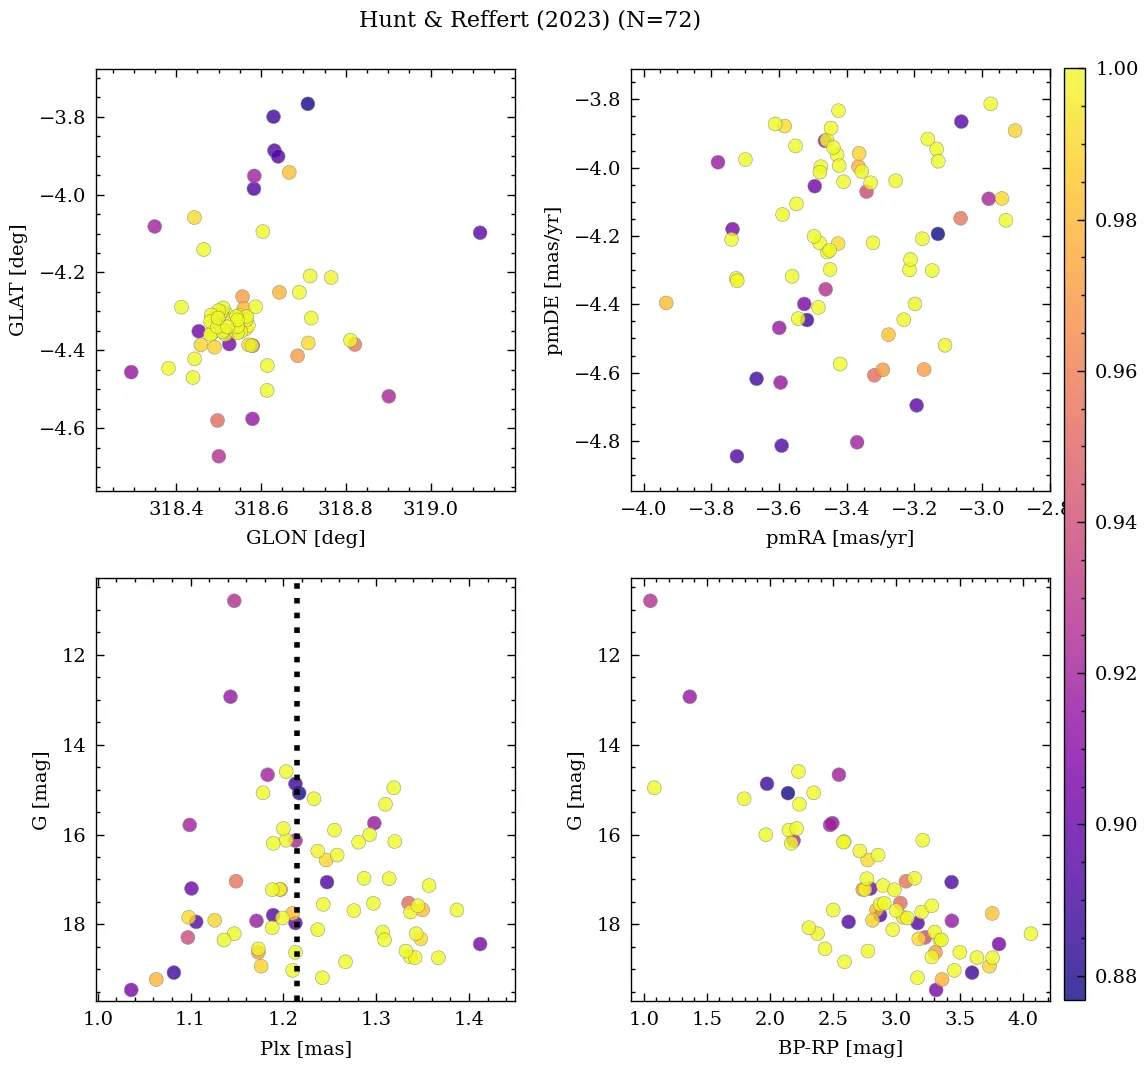 Hunt & Reffert (2023) (N=72)
−3.8
−4.0
−4.2
−4.4
−4.6
GLAT [deg]
318.4 318.6 318.8 319.0
GLON [deg]
−3.8
−4.0
−4.2
−4.4
−4.6
−4.8
pmDE [mas/yr]
−4.0 −3.8 −3.6 −3.4 −3.2 −3.0 −2.8
pmRA [mas/yr]
12
14
16
18
G [mag]
1.0 1.1 1.2 1.3 1.4
Plx [mas]
12
14
16
18
G [mag]
1.0 1.5 2.0 2.5 3.0 3.5 4.0
BP-RP [mag]
1.00
0.98
0.96
0.94
0.92
0.90
0.88